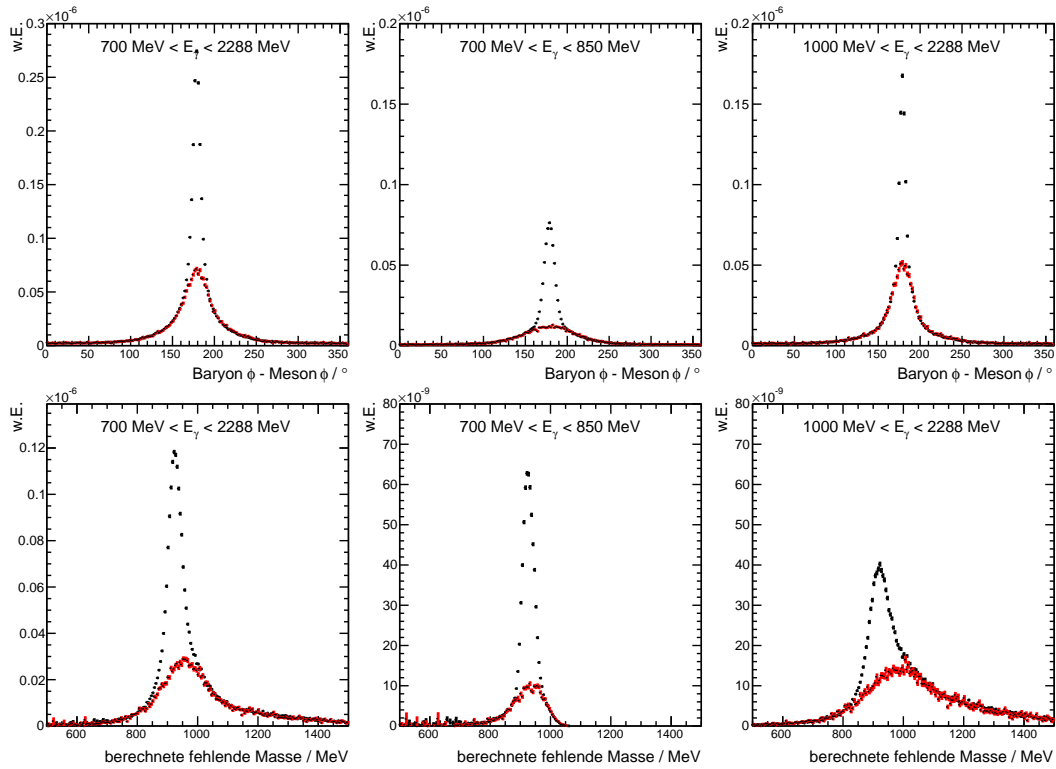 ×10⁻⁶
w.E.
0.3
0.25
0.2
0.15
0.1
0.05
0
700 MeV < E_γ < 2288 MeV
0 50 100 150 200 250 300 350
Baryon ϕ - Meson ϕ / °
×10⁻⁶
w.E.
0.2
0.15
0.1
0.05
0
700 MeV < E_γ < 850 MeV
0 50 100 150 200 250 300 350
Baryon ϕ - Meson ϕ / °
×10⁻⁶
w.E.
0.2
0.15
0.1
0.05
0
1000 MeV < E_γ < 2288 MeV
0 50 100 150 200 250 300 350
Baryon ϕ - Meson ϕ / °
×10⁻⁶
w.E.
0.12
0.1
0.08
0.06
0.04
0.02
0
700 MeV < E_γ < 2288 MeV
600 800 1000 1200 1400
berechnete fehlende Masse / MeV
×10⁻⁹
w.E.
80
70
60
50
40
30
20
10
0
700 MeV < E_γ < 850 MeV
600 800 1000 1200 1400
berechnete fehlende Masse / MeV
×10⁻⁹
w.E.
80
70
60
50
40
30
20
10
0
1000 MeV < E_γ < 2288 MeV
600 800 1000 1200 1400
berechnete fehlende Masse / MeV